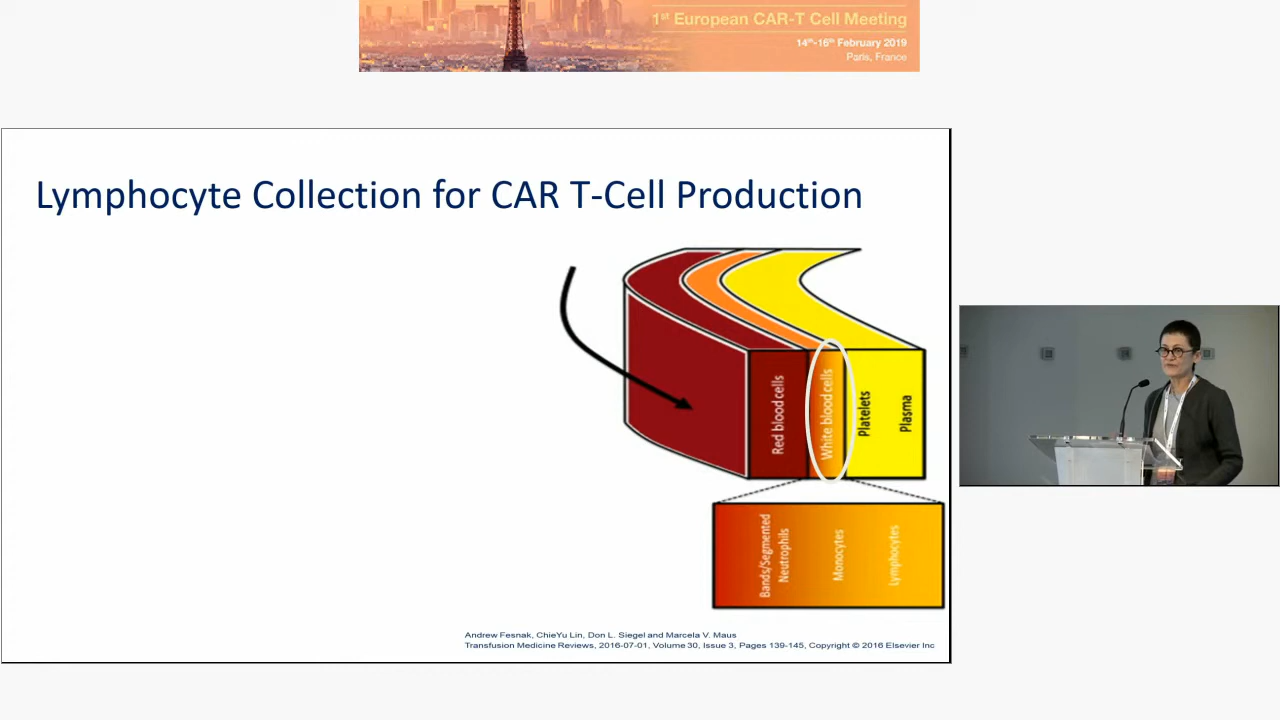 1st European CAR-T Cell Meeting
14th-16th February 2019
Paris, France
Lymphocyte Collection for CAR T-Cell Production
Red blood cells
White blood cells
Platelets
Plasma
Bands/Segmented
Neutrophils
Monocytes
Lymphocytes
Andrew Fesnak, ChieYu Lin, Don L. Siegel and Marcela V. Maus
Transfusion Medicine Reviews, 2016-07-01, Volume 30, Issue 3, Pages 139-145, Copyright © 2016 Elsevier Inc